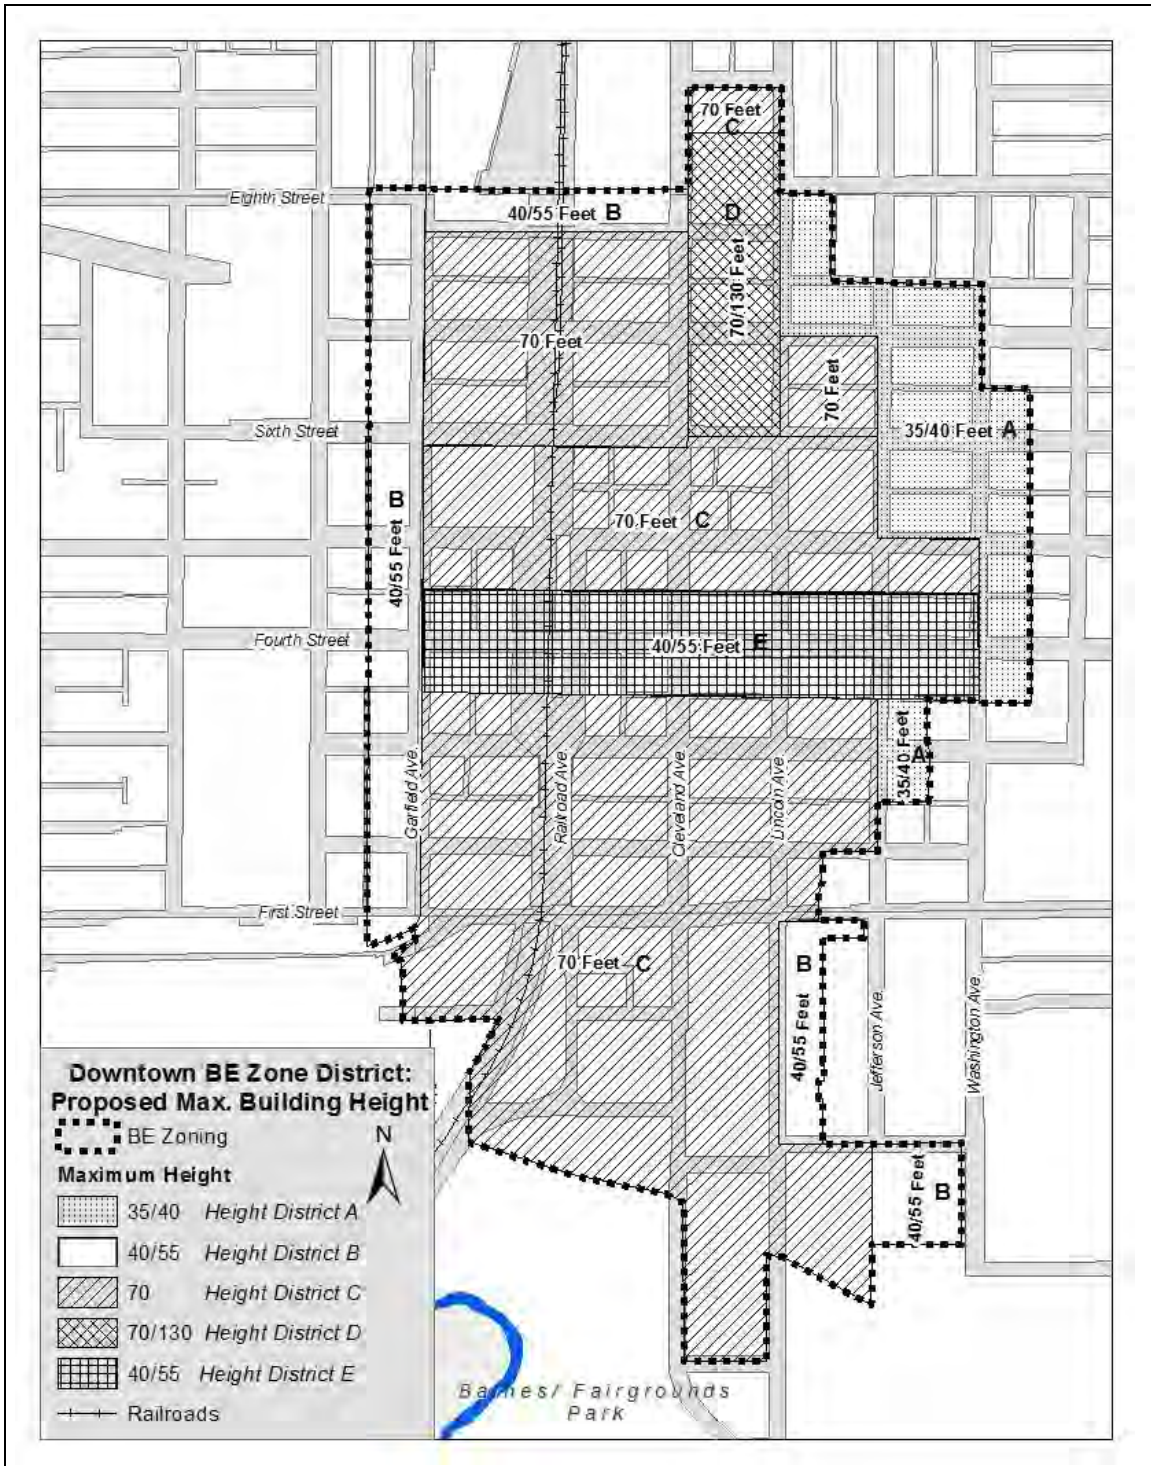 70 Feet
C
Eighth Street
40/55 Feet B
D
70/130 Feet
70 Feet
70 Feet
Sixth Street
35/40 Feet A
B
40/55 Feet
70 Feet C
Fourth Street
40/55 Feet E
35/40 Feet
A
Garfield Ave.
Railroad Ave.
Cleveland Ave.
Lincoln Ave.
First Street
70 Feet C
B
40/55 Feet
Jefferson Ave.
Washington Ave.
40/55 Feet
B
Downtown BE Zone District:
Proposed Max. Building Height
BE Zoning
N
Maximum Height
35/40 Height District A
40/55 Height District B
70 Height District C
70/130 Height District D
40/55 Height District E
Railroads
Barnes/ Fairgrounds
Park